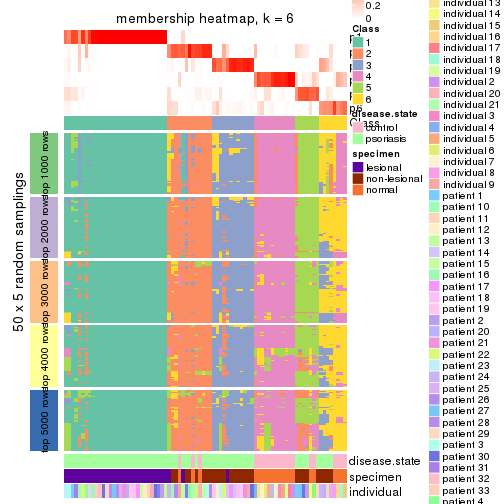 membership heatmap, k = 6
0.2
0
Class
1
2
3
4
5
6
Class
disease.state
control
psoriasis
specimen
lesional
non-lesional
normal
50 x 5 random samplings
top 1000 rows
top 2000 rows
top 3000 rows
top 4000 rows
top 5000 rows
disease.state
specimen
individual
individual 13
individual 14
individual 15
individual 16
individual 17
individual 18
individual 19
individual 2
individual 20
individual 21
individual 3
individual 4
individual 5
individual 6
individual 7
individual 8
individual 9
patient 1
patient 10
patient 11
patient 12
patient 13
patient 14
patient 15
patient 16
patient 17
patient 18
patient 19
patient 2
patient 20
patient 21
patient 22
patient 23
patient 24
patient 25
patient 26
patient 27
patient 28
patient 29
patient 3
patient 30
patient 31
patient 32
patient 33
patient 4